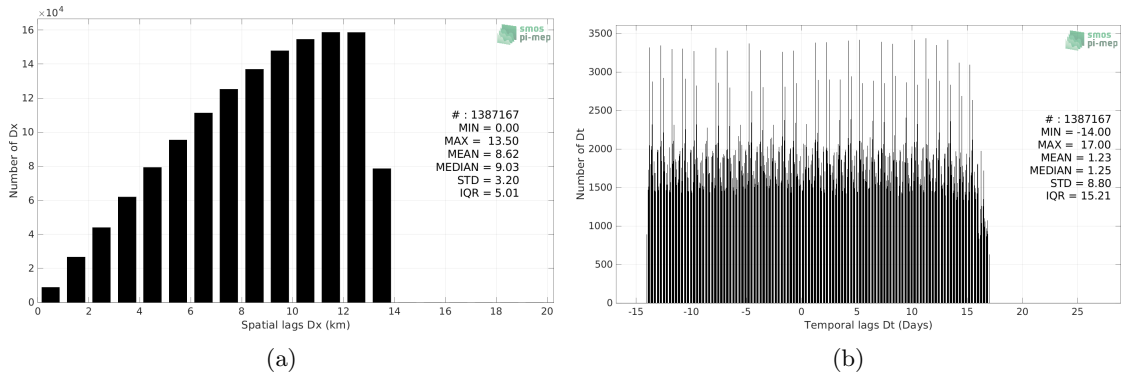 ×10⁴
16
14
12
10
8
6
4
2
0
Number of Dx
0 2 4 6 8 10 12 14 16 18 20
Spatial lags Dx (km)
smos
pi-mep
# : 1387167
MIN = 0.00
MAX = 13.50
MEAN = 8.62
MEDIAN = 9.03
STD = 3.20
IQR = 5.01
(a)
3500
3000
2500
2000
1500
1000
500
0
Number of Dt
-15 -10 -5 0 5 10 15 20 25
Temporal lags Dt (Days)
smos
pi-mep
# : 1387167
MIN = -14.00
MAX = 17.00
MEAN = 1.23
MEDIAN = 1.25
STD = 8.80
IQR = 15.21
(b)